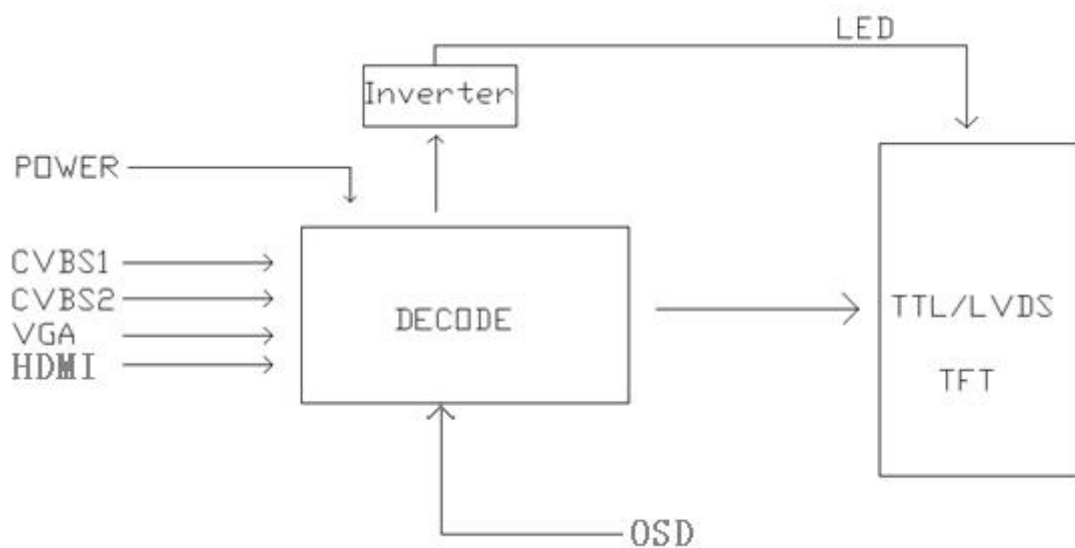 LED
Inverter
POWER
CVBS1
CVBS2
VGA
HDMI
DECODE
TTL/LVDS
TFT
OSD